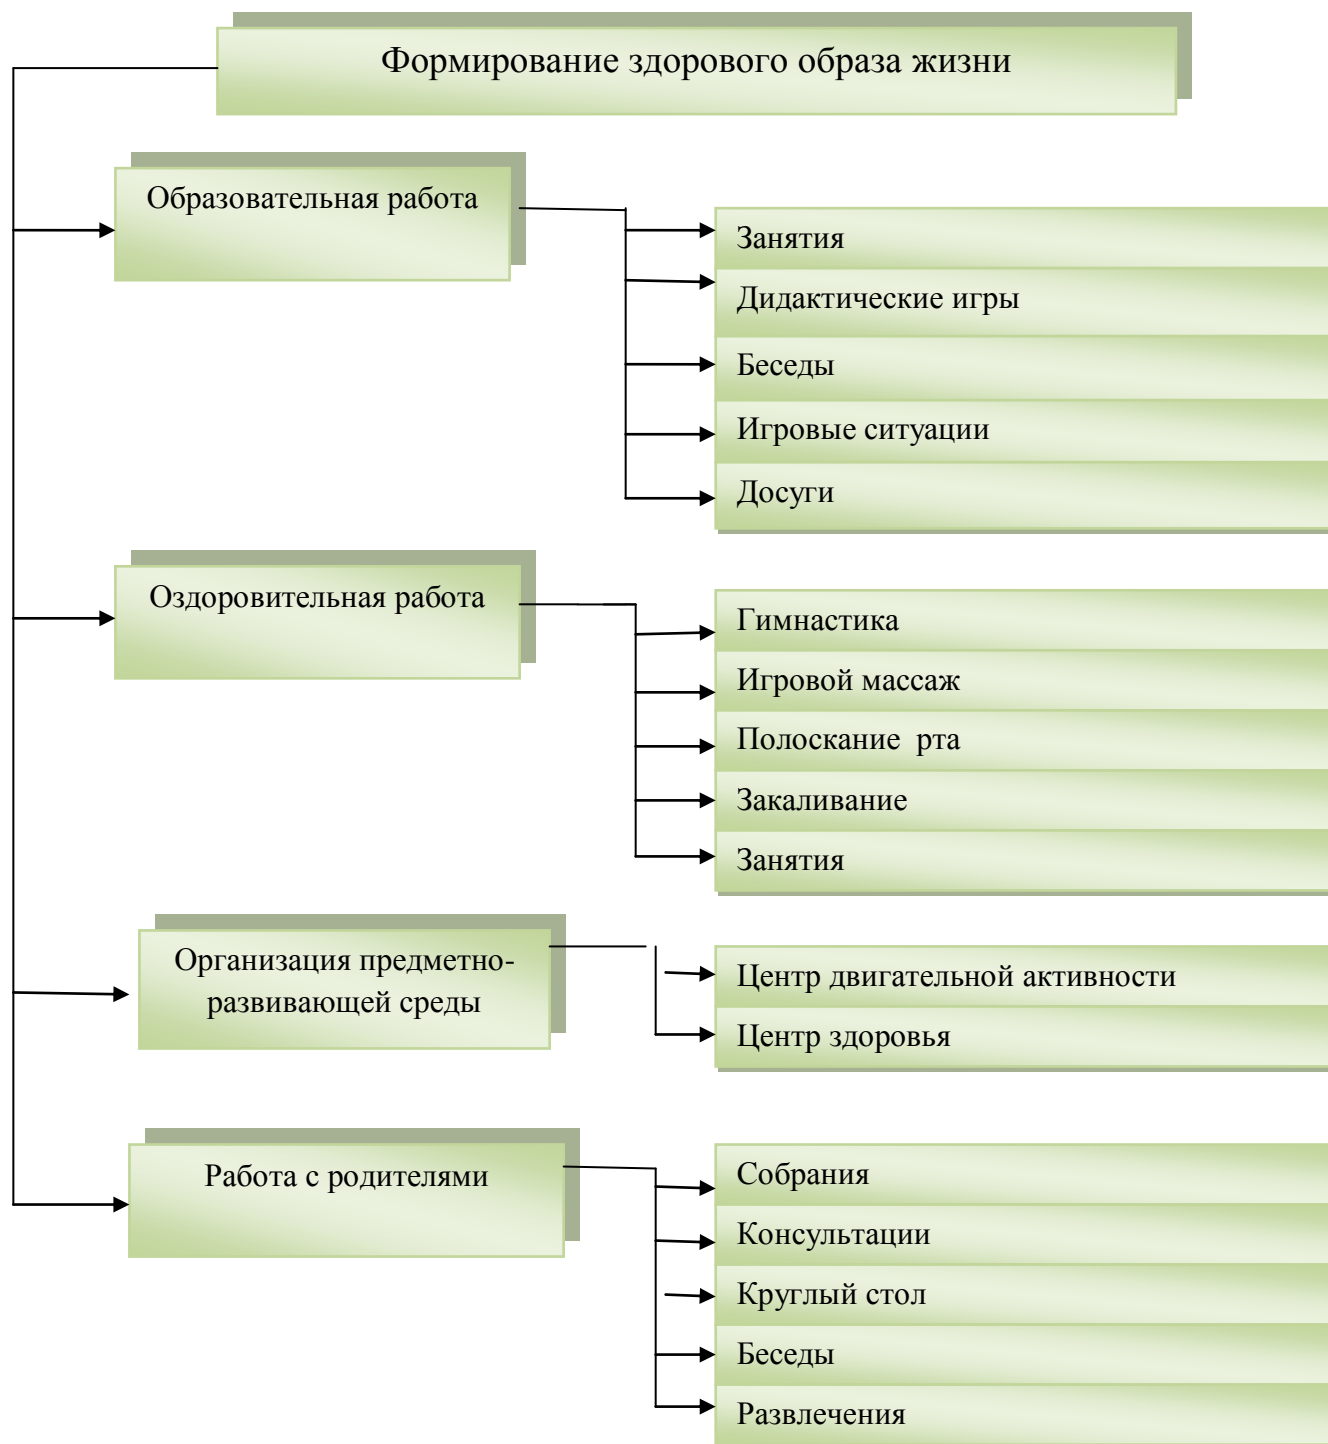 Формирование здорового образа жизни
Образовательная работа
Занятия
Дидактические игры
Беседы
Игровые ситуации
Досуги
Оздоровительная работа
Гимнастика
Игровой массаж
Полоскание  рта
Закаливание
Занятия
Организация предметно-
развивающей среды
Центр двигательной активности
Центр здоровья
Работа с родителями
Собрания
Консультации
Круглый стол
Беседы
Развлечения